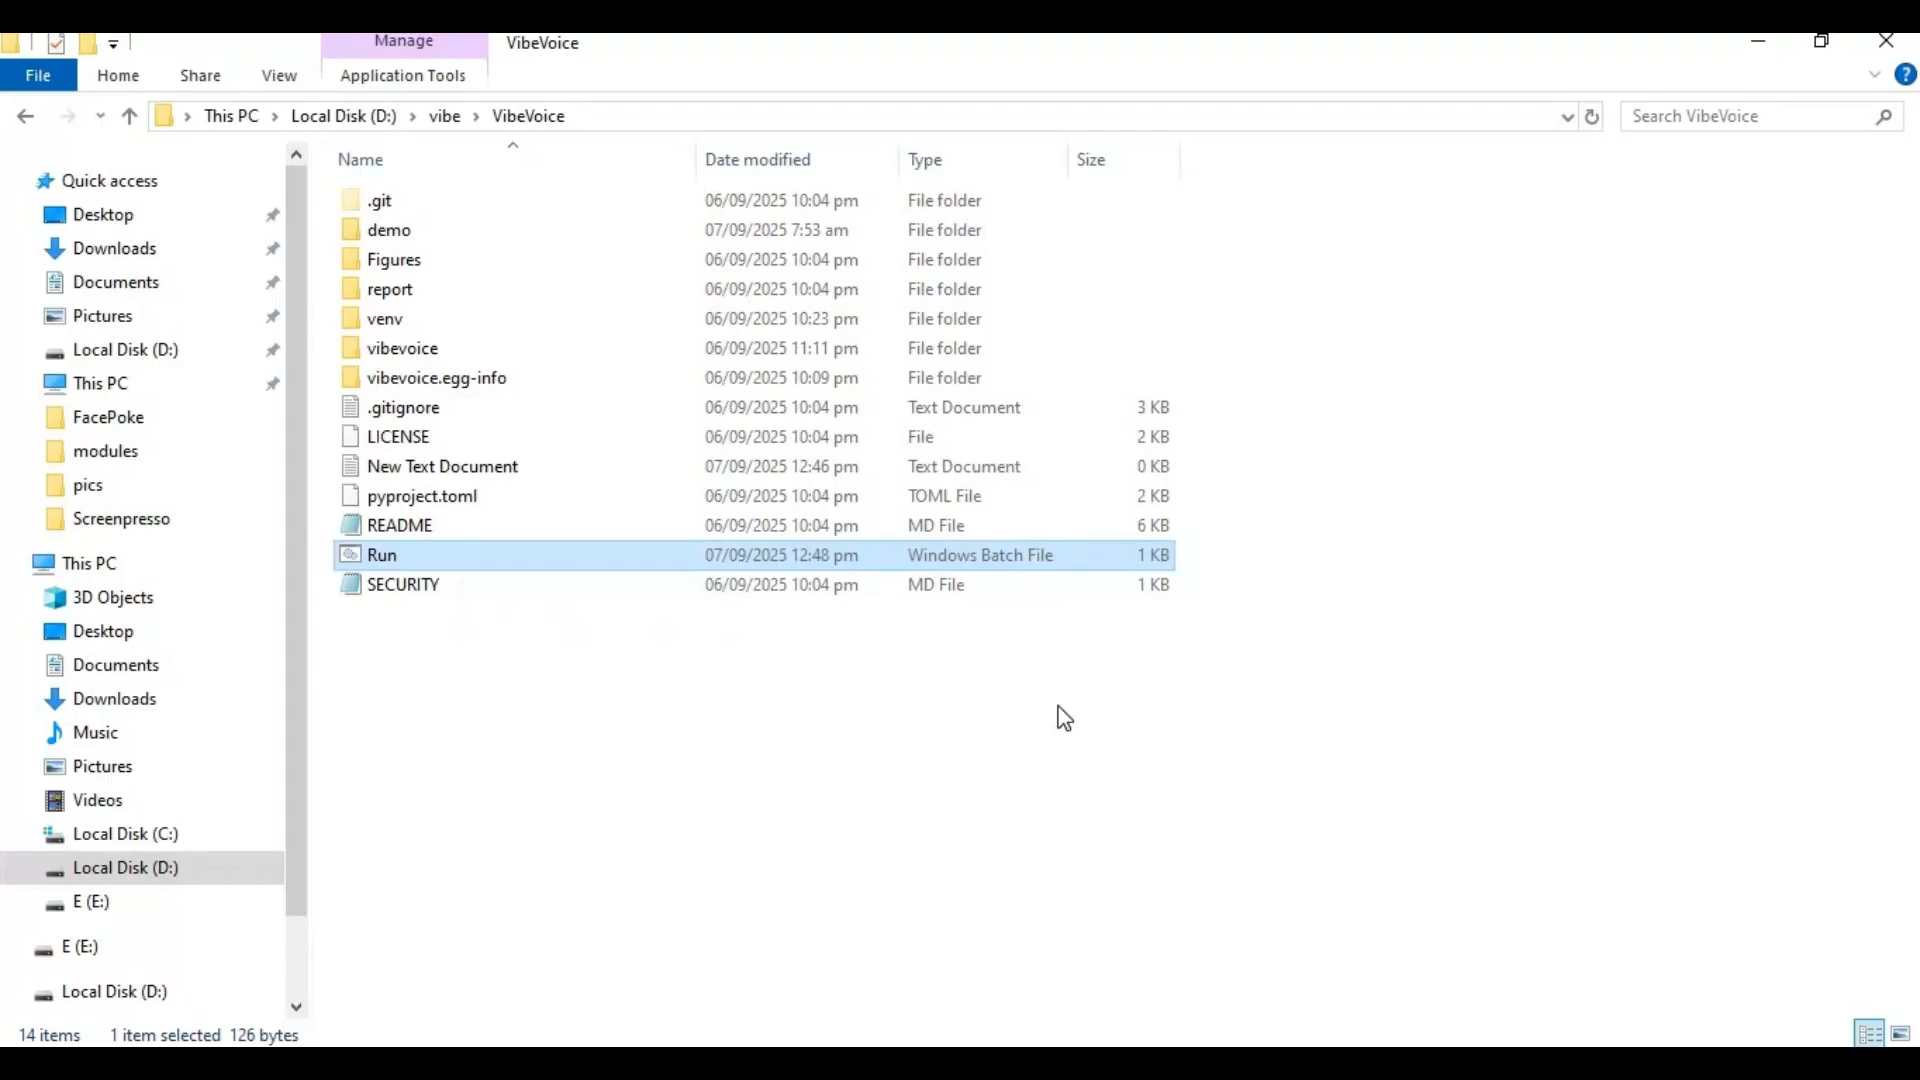 Manage
VibeVoice
File
Home
Share
View
Application Tools
?
This PC
Local Disk (D:)
vibe
VibeVoice
Search VibeVoice
Quick access
Desktop
Downloads
Documents
Pictures
Local Disk (D:)
This PC
FacePoke
modules
pics
Screenpresso
This PC
3D Objects
Desktop
Documents
Downloads
Music
Pictures
Videos
Local Disk (C:)
Local Disk (D:)
E (E:)
E (E:)
Local Disk (D:)
Name Date modified Type Size
.git 06/09/2025 10:04 pm File folder
demo 07/09/2025 7:53 am File folder
Figures 06/09/2025 10:04 pm File folder
report 06/09/2025 10:04 pm File folder
venv 06/09/2025 10:23 pm File folder
vibevoice 06/09/2025 11:11 pm File folder
vibevoice.egg-info 06/09/2025 10:09 pm File folder
.gitignore 06/09/2025 10:04 pm Text Document 3 KB
LICENSE 06/09/2025 10:04 pm File 2 KB
New Text Document 07/09/2025 12:46 pm Text Document 0 KB
pyproject.toml 06/09/2025 10:04 pm TOML File 2 KB
README 06/09/2025 10:04 pm MD File 6 KB
Run 07/09/2025 12:48 pm Windows Batch File 1 KB
SECURITY 06/09/2025 10:04 pm MD File 1 KB
14 items 1 item selected 126 bytes